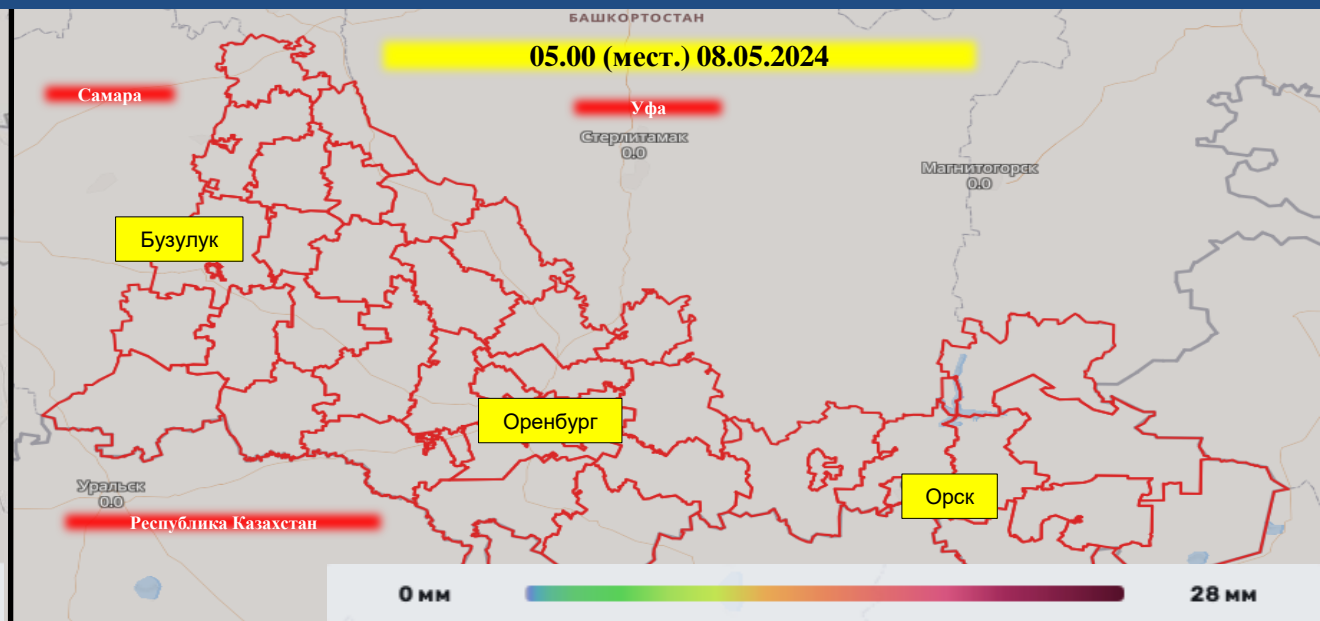 БАШКОРТОСТАН
05.00 (мест.) 08.05.2024
Самара
Уфа
Стерлитамак
0.0
Магнитогорск
0.0
Бузулук
Оренбург
Уральск
0.0
Орск
Республика Казахстан
0 мм
28 мм